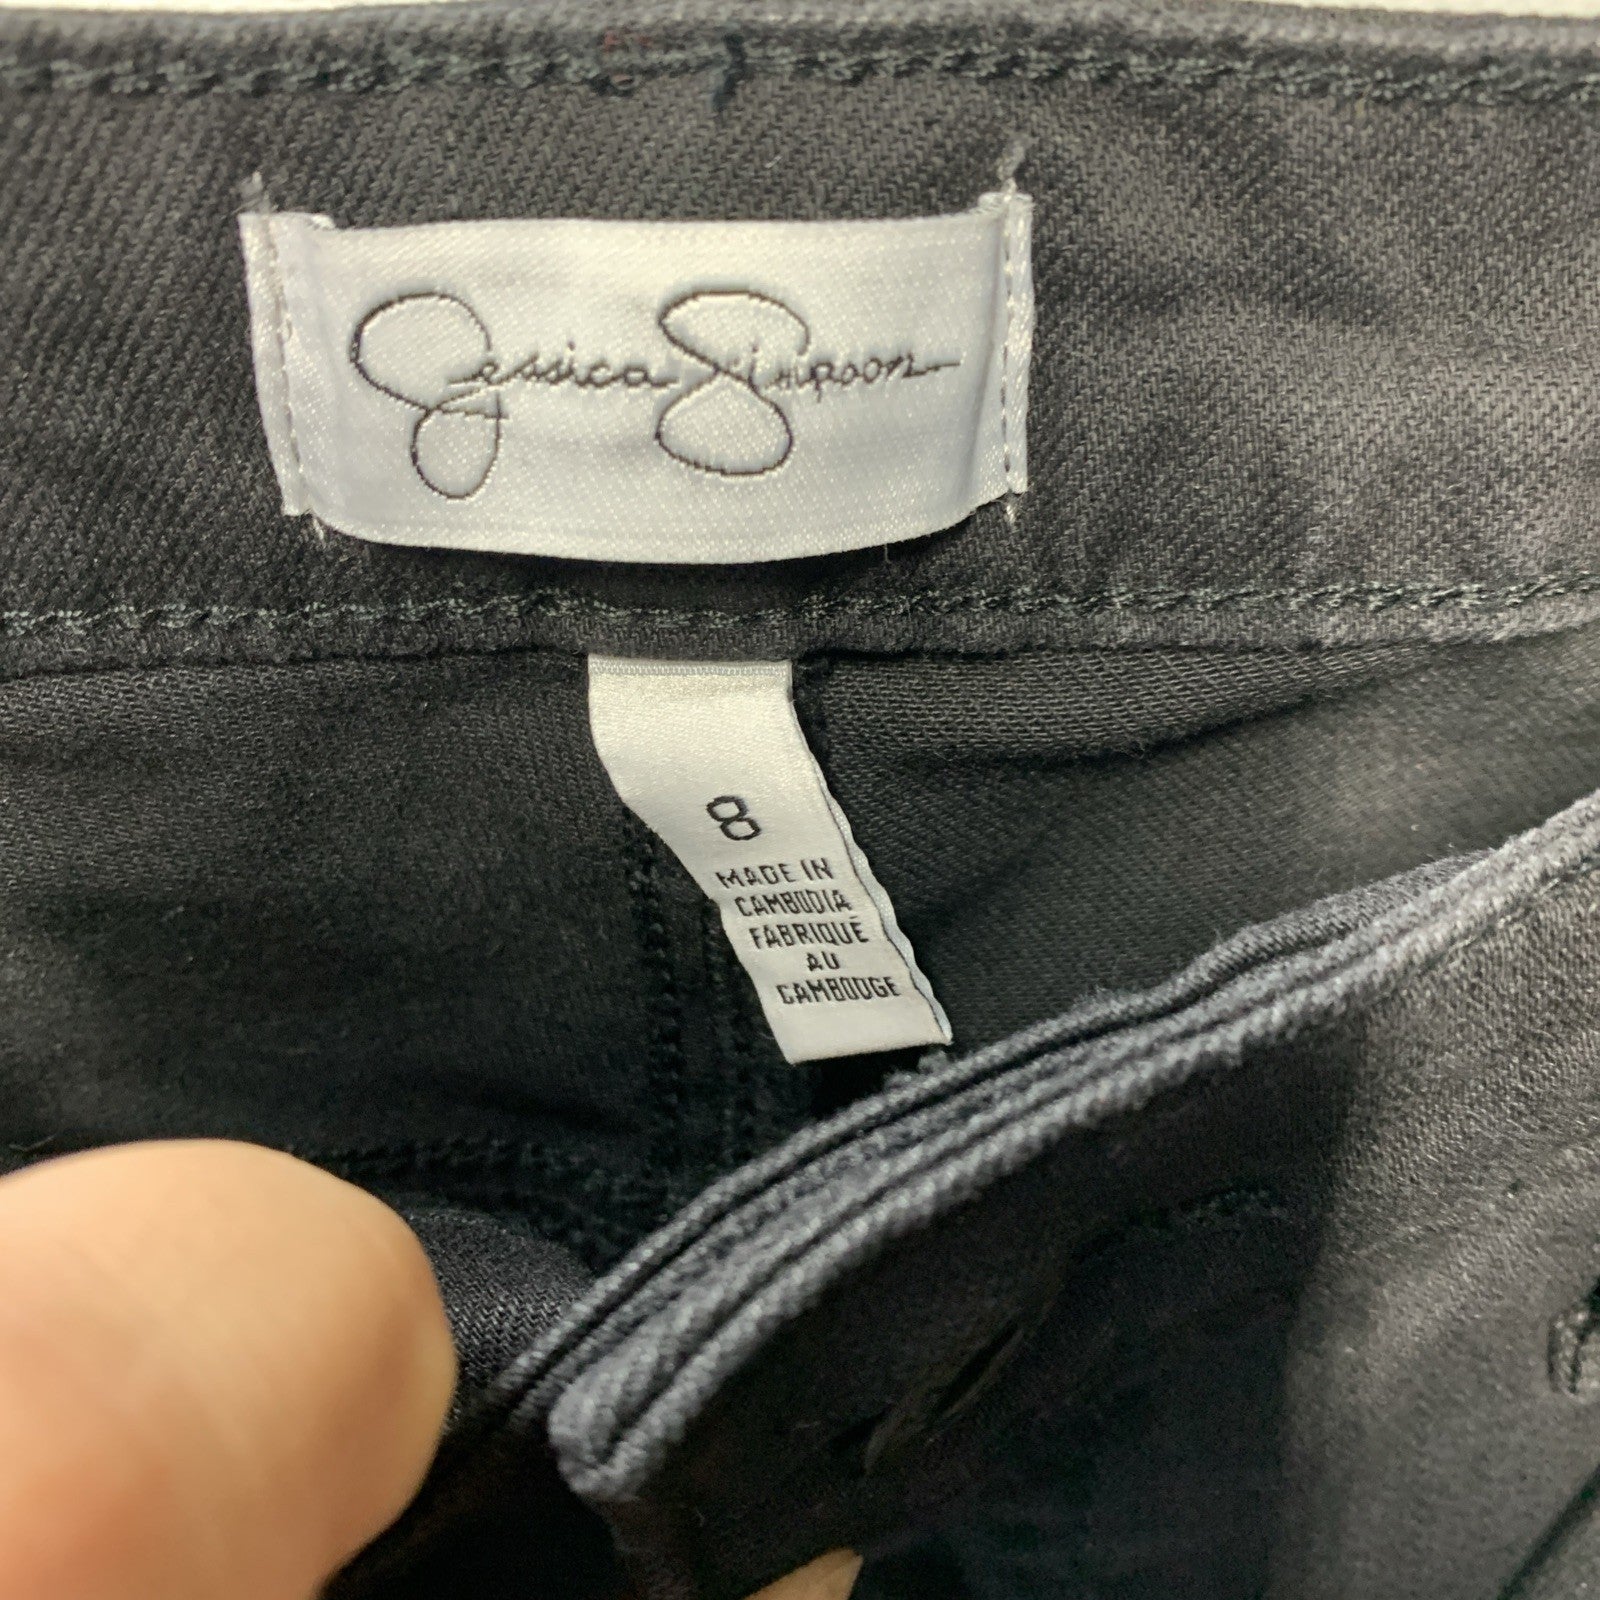 Jessica Simpson
8
MADE IN
CAMBODIA
FABRIQUÉ
AU
CAMBODGE